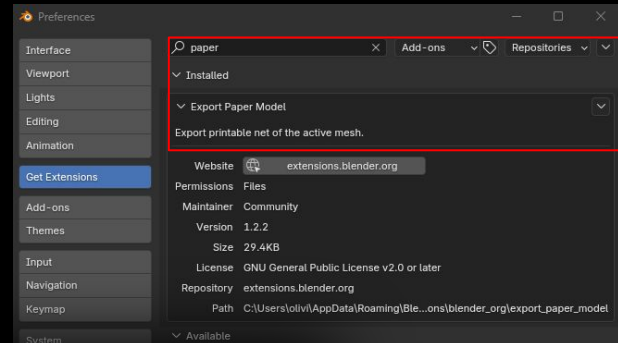 Preferences
Interface
Viewport
Lights
Editing
Animation
Get Extensions
Add-ons
Themes
Input
Navigation
Keymap
System
paper Add-ons Repositories
Installed
Export Paper Model
Export printable net of the active mesh.
Website extensions.blender.org
Permissions Files
Maintainer Community
Version 1.2.2
Size 29.4KB
License GNU General Public License v2.0 or later
Repository extensions.blender.org
Path C:\Users\olivi\AppData\Roaming\Ble...ons\blender_org\export_paper_model
Available